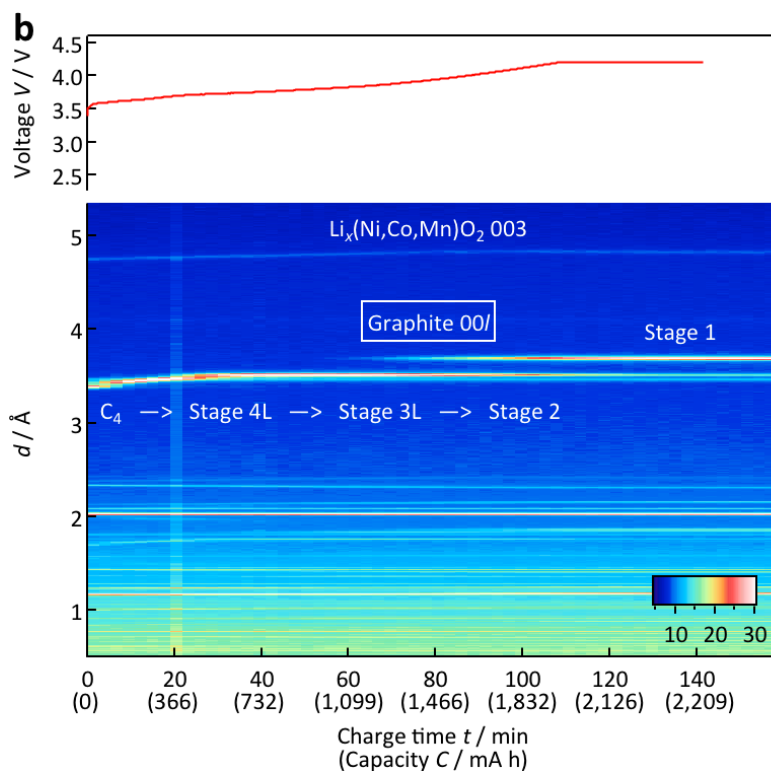 b
Voltage V / V
4.5
4.0
3.5
3.0
2.5
d / Å
5
4
3
2
1
Liₓ(Ni,Co,Mn)O₂ 003
Graphite 00l
Stage 1
C₄ —> Stage 4L —> Stage 3L —> Stage 2
10 20 30
0 20 40 60 80 100 120 140
(0) (366) (732) (1,099) (1,466) (1,832) (2,126) (2,209)
Charge time t / min
(Capacity C / mA h)